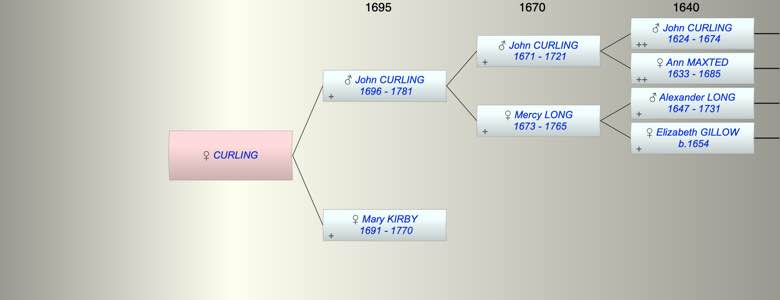 1695
1670
1640
♂ John CURLING
1624 - 1674
++
♂ John CURLING
1671 - 1721
+
♀ Ann MAXTED
1633 - 1685
++
♂ John CURLING
1696 - 1781
+
♂ Alexander LONG
1647 - 1731
+
♀ Mercy LONG
1673 - 1765
+
♀ Elizabeth GILLOW
b.1654
+
♀ CURLING
♀ Mary KIRBY
1691 - 1770
+